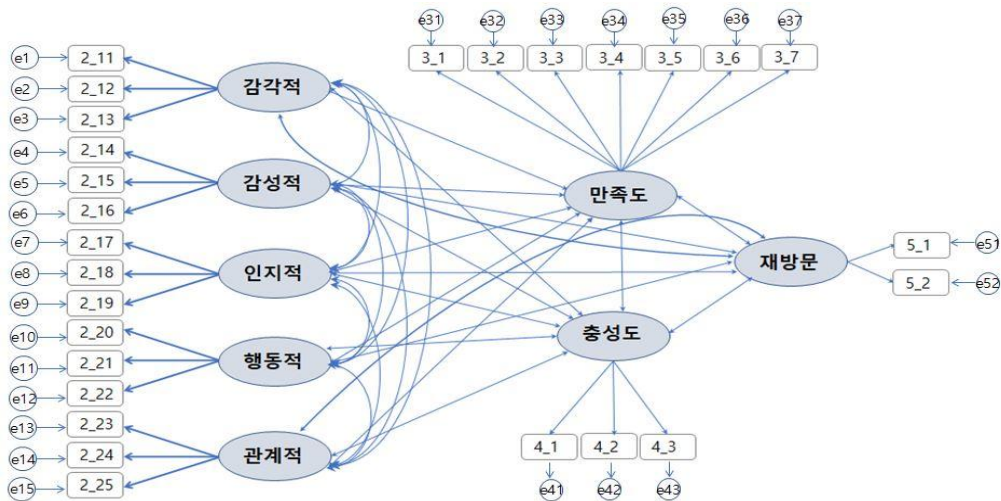 e31 e32 e33 e34 e35 e36 e37
3_1 3_2 3_3 3_4 3_5 3_6 3_7
e1 2_11
e2 2_12
e3 2_13
감각적
e4 2_14
e5 2_15
e6 2_16
감성적
만족도
e7 2_17
e8 2_18
e9 2_19
인지적
재방문
5_1 e51
5_2 e52
e10 2_20
e11 2_21
e12 2_22
행동적
충성도
e13 2_23
e14 2_24
e15 2_25
관계적
4_1 4_2 4_3
e41 e42 e43